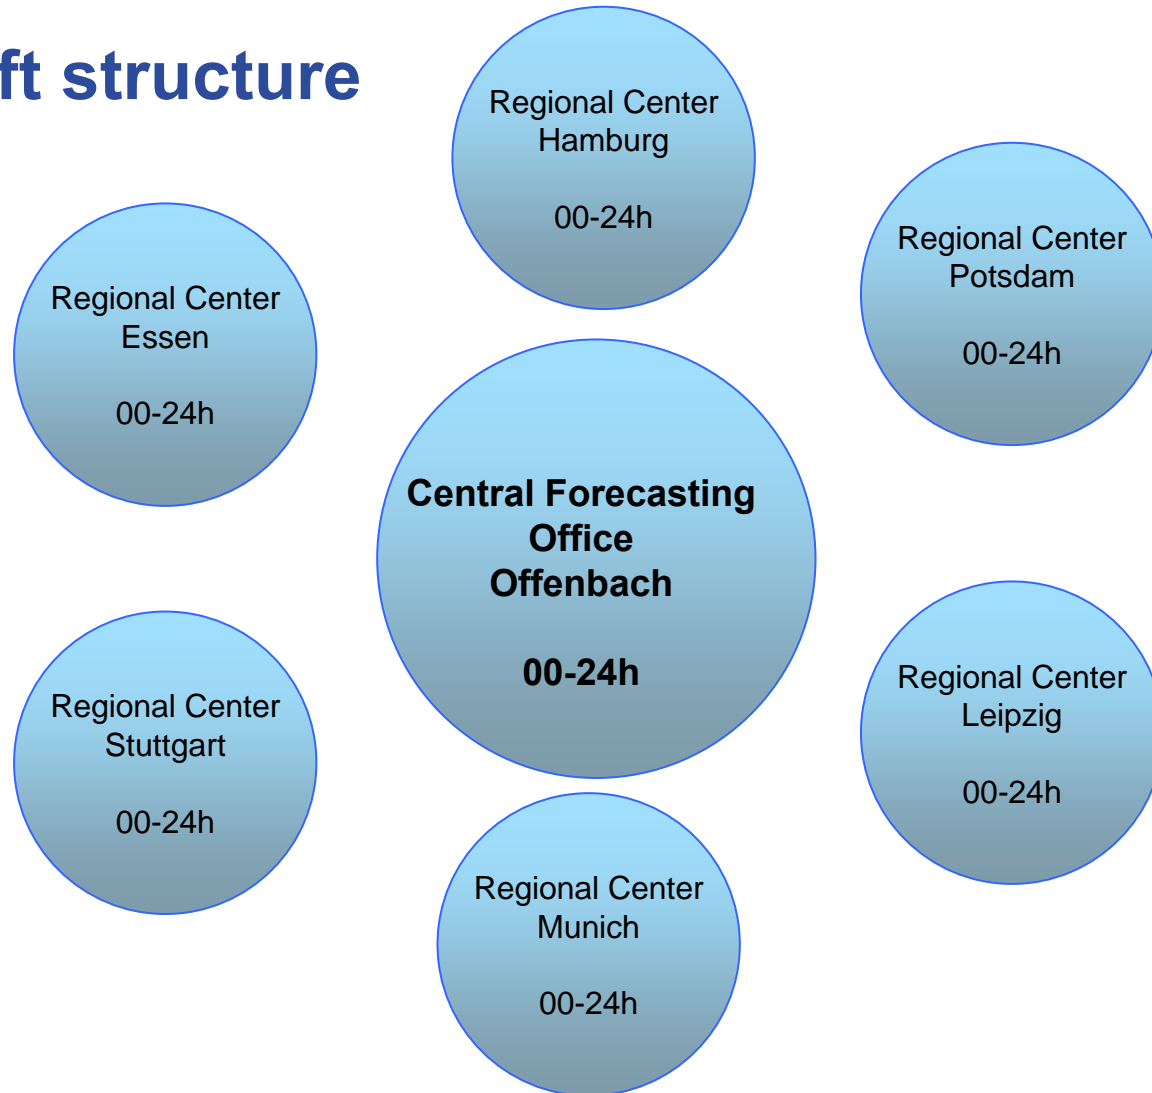 ft structure
Regional Center
Hamburg
00-24h
Regional Center
Potsdam
00-24h
Regional Center
Essen
00-24h
Central Forecasting
Office
Offenbach
00-24h
Regional Center
Leipzig
00-24h
Regional Center
Stuttgart
00-24h
Regional Center
Munich
00-24h